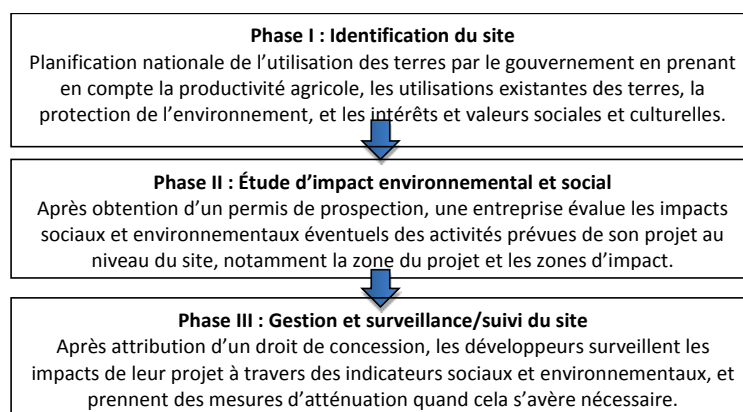 Phase I : Identification du site
Planification nationale de l’utilisation des terres par le gouvernement en prenant
en compte la productivité agricole, les utilisations existantes des terres, la
protection de l’environnement, et les intérêts et valeurs sociales et culturelles.
Phase II : Étude d’impact environnemental et social
Après obtention d’un permis de prospection, une entreprise évalue les impacts
sociaux et environnementaux éventuels des activités prévues de son projet au
niveau du site, notamment la zone du projet et les zones d’impact.
Phase III : Gestion et surveillance/suivi du site
Après attribution d’un droit de concession, les développeurs surveillent les
impacts de leur projet à travers des indicateurs sociaux et environnementaux, et
prennent des mesures d’atténuation quand cela s’avère nécessaire.